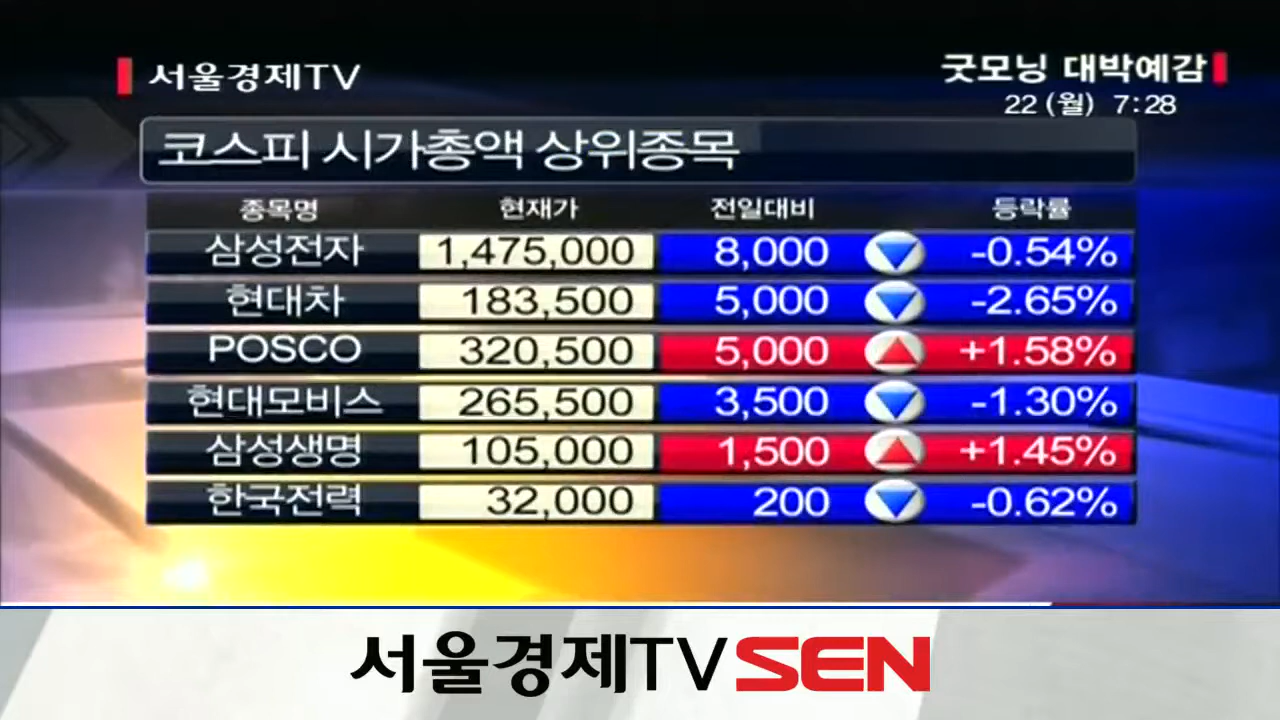 서울경제TV
굿모닝 대박예감
22 (월) 7:28
코스피 시가총액 상위종목
종목명 현재가 전일대비 등락률
삼성전자 1,475,000 8,000 ▼ -0.54%
현대차 183,500 5,000 ▼ -2.65%
POSCO 320,500 5,000 ▲ +1.58%
현대모비스 265,500 3,500 ▼ -1.30%
삼성생명 105,000 1,500 ▲ +1.45%
한국전력 32,000 200 ▼ -0.62%
서울경제TV SEN